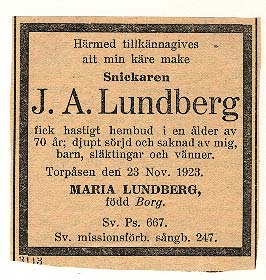 Härmed tillkännagives
att min käre make
Snickaren
J. A. Lundberg
fick hastigt hembud i en ålder av
70 år; djupt sörjd och saknad av mig,
barn, släktingar och vänner.
Torpåsen den 23 Nov. 1923.
MARIA LUNDBERG,
född Borg.
Sv. Ps. 667.
Sv. missionsförb. sångb. 247.
3113